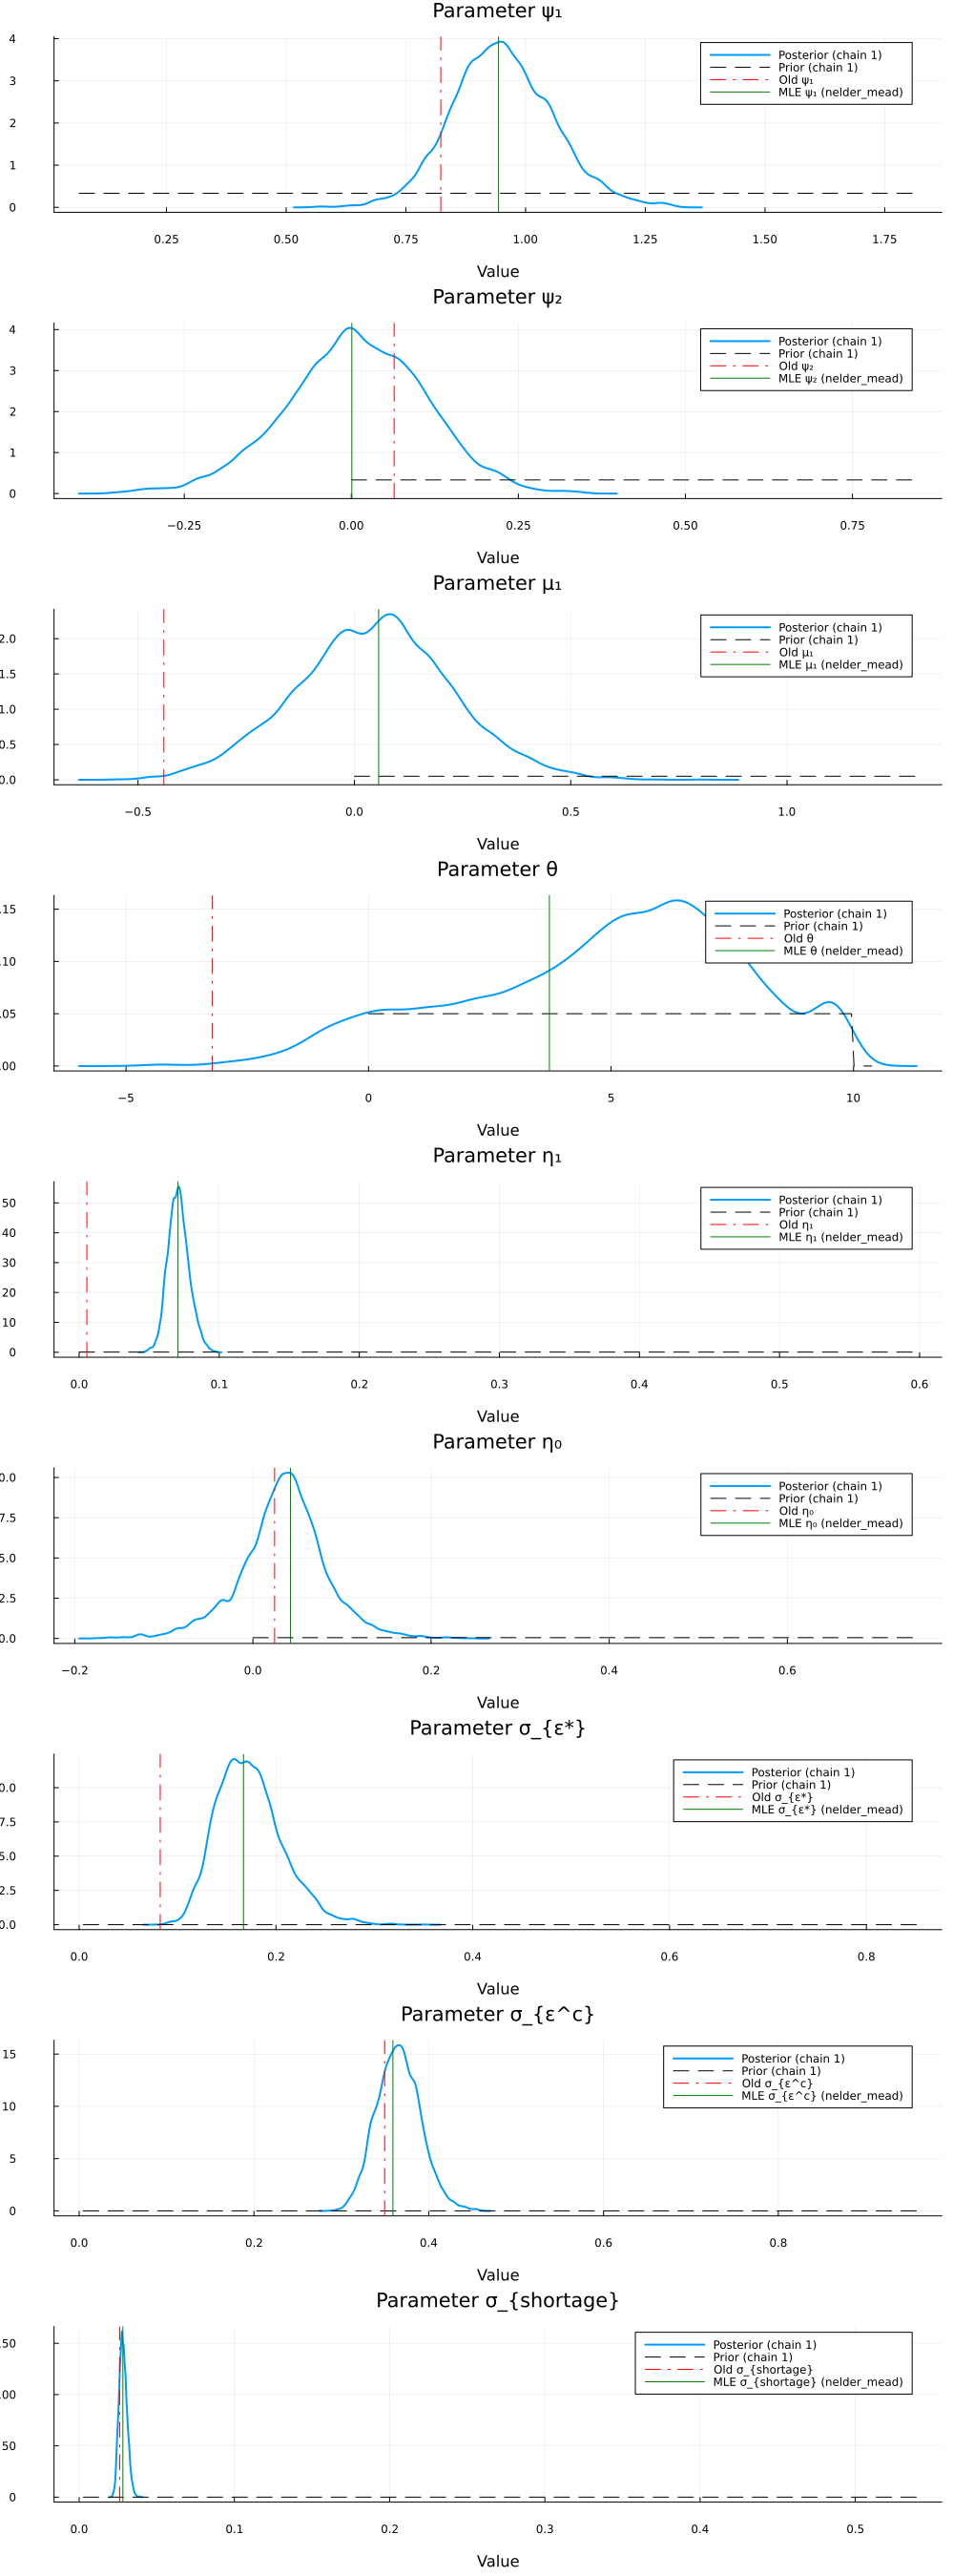 Parameter ψ₁
4
3
2
1
0
Posterior (chain 1)
Prior (chain 1)
Old ψ₁
MLE ψ₁ (nelder_mead)
0.25 0.50 0.75 1.00 1.25 1.50 1.75
Value
Parameter ψ₂
4
3
2
1
0
Posterior (chain 1)
Prior (chain 1)
Old ψ₂
MLE ψ₂ (nelder_mead)
−0.25 0.00 0.25 0.50 0.75
Value
Parameter μ₁
2.0
1.5
1.0
0.5
0.0
Posterior (chain 1)
Prior (chain 1)
Old μ₁
MLE μ₁ (nelder_mead)
−0.5 0.0 0.5 1.0
Value
Parameter θ
.15
.10
.05
.00
Posterior (chain 1)
Prior (chain 1)
Old θ
MLE θ (nelder_mead)
−5 0 5 10
Value
Parameter η₁
50
40
30
20
10
0
Posterior (chain 1)
Prior (chain 1)
Old η₁
MLE η₁ (nelder_mead)
0.0 0.1 0.2 0.3 0.4 0.5 0.6
Value
Parameter η₀
0.0
7.5
5.0
2.5
0.0
Posterior (chain 1)
Prior (chain 1)
Old η₀
MLE η₀ (nelder_mead)
−0.2 0.0 0.2 0.4 0.6
Value
Parameter σ_{ε*}
0.0
7.5
5.0
2.5
0.0
Posterior (chain 1)
Prior (chain 1)
Old σ_{ε*}
MLE σ_{ε*} (nelder_mead)
0.0 0.2 0.4 0.6 0.8
Value
Parameter σ_{ε^c}
15
10
5
0
Posterior (chain 1)
Prior (chain 1)
Old σ_{ε^c}
MLE σ_{ε^c} (nelder_mead)
0.0 0.2 0.4 0.6 0.8
Value
Parameter σ_{shortage}
50
00
50
0
Posterior (chain 1)
Prior (chain 1)
Old σ_{shortage}
MLE σ_{shortage} (nelder_mead)
0.0 0.1 0.2 0.3 0.4 0.5
Value